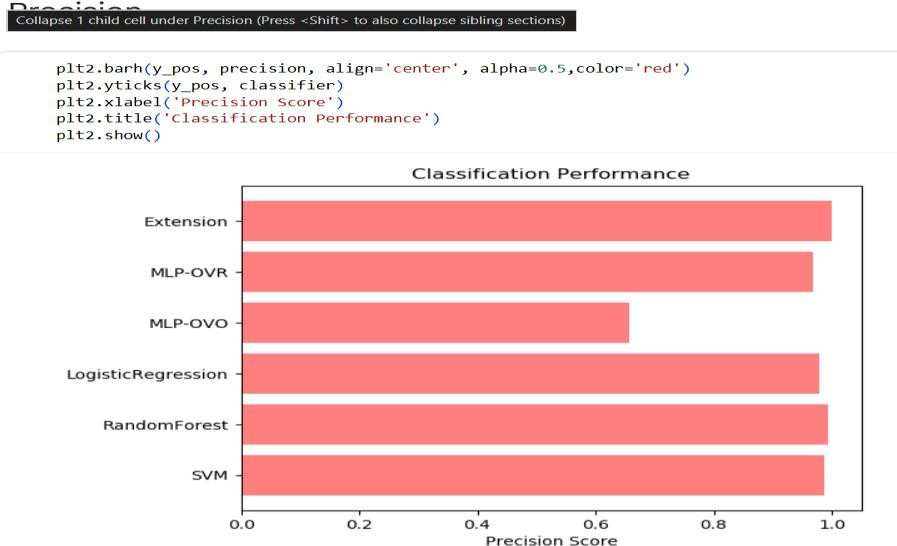 Precision
Collapse 1 child cell under Precision (Press <Shift> to also collapse sibling sections)
plt2.barh(y_pos, precision, align='center', alpha=0.5,color='red')
plt2.yticks(y_pos, classifier)
plt2.xlabel('Precision Score')
plt2.title('Classification Performance')
plt2.show()
Classification Performance
Extension
MLP-OVR
MLP-OVO
LogisticRegression
RandomForest
SVM
0.0 0.2 0.4 0.6 0.8 1.0
Precision Score